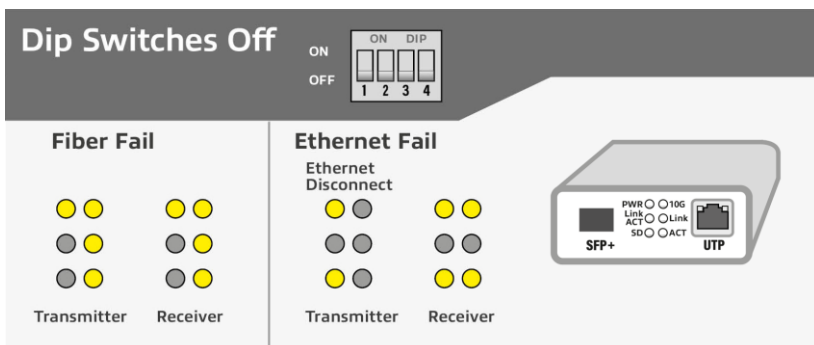 Dip Switches Off
ON
OFF
ON DIP
1 2 3 4
Fiber Fail
Transmitter Receiver
Ethernet Fail
Ethernet
Disconnect
Transmitter Receiver
PWR 10G
Link
ACT Link
SD ACT
SFP+ UTP